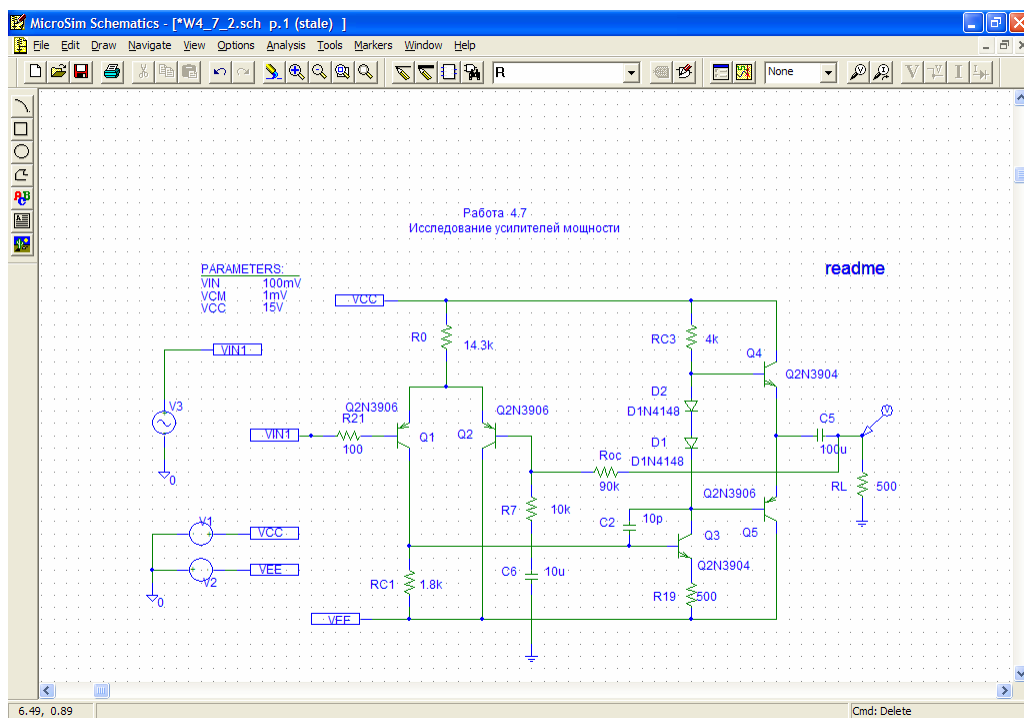 MicroSim Schematics - [*W4_7_2.sch p.1 (stale) ]
File Edit Draw Navigate View Options Analysis Tools Markers Window Help
R
None
V
I
ABC
Работа 4.7
Исследование усилителей мощности
readme
PARAMETERS:
VIN 100mV
VCM 1mV
VCC 15V
VCC
R0
14.3k
RC3
4k
Q4
Q2N3904
VIN1
V3
0
Q2N3906
R21
VIN1
100
Q1
Q2N3906
Q2
D2
D1N4148
D1
D1N4148
C5
100u
V
Roc
90k
RL
500
R7
10k
C2
10p
Q2N3906
Q5
Q3
Q2N3904
V1
VCC
V2
VEE
0
RC1
1.8k
C6
10u
R19
500
VEE
6.49, 0.89
Cmd: Delete